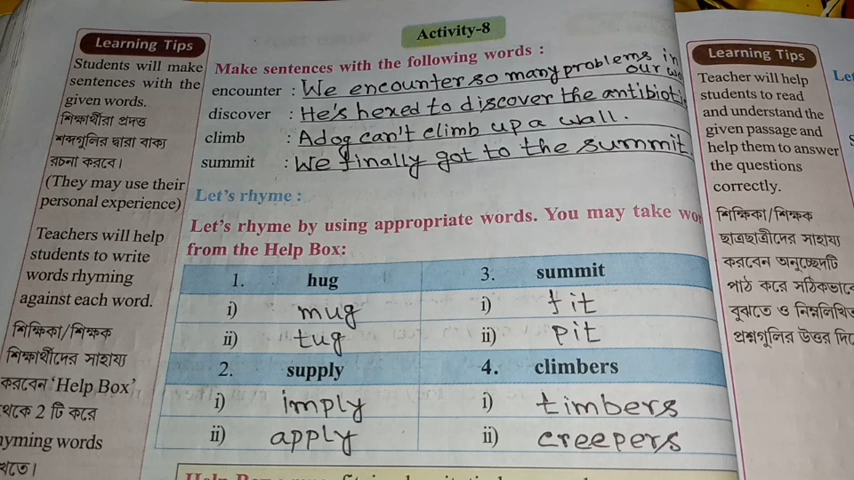 Activity-8
Learning Tips
Students will make
sentences with the
given words.
শিক্ষার্থীরা প্রদত্ত
শব্দগুলির দ্বারা বাক্য
রচনা করবে।
(They may use their
personal experience)
Teachers will help
students to write
words rhyming
against each word.
শিক্ষিকা/শিক্ষক
শিক্ষার্থীদের সাহায্য
করবেন 'Help Box'
থেকে 2 টি করে
yming words
Make sentences with the following words :
encounter : We encounter so many problems in our
discover : He's hexed to discover the antibioti
climb : A dog can't climb up a wall.
summit : We finally got to the summit.
Let's rhyme :
Let's rhyme by using appropriate words. You may take wo
from the Help Box:
1. hug 3. summit
i) mug i) fit
ii) tug ii) pit
2. supply 4. climbers
i) imply i) timbers
ii) apply ii) creepers
Learning Tips
Teacher will help
students to read
and understand the
given passage and
help them to answer
the questions
correctly.
শিক্ষিকা/শিক্ষক
ছাত্রছাত্রীদের সাহায্য
করবেন অনুচ্ছেদটি
পাঠ করে সঠিকভাবে
বুঝতে ও নিম্নলিখিত
প্রশ্নগুলির উত্তর দি
Let